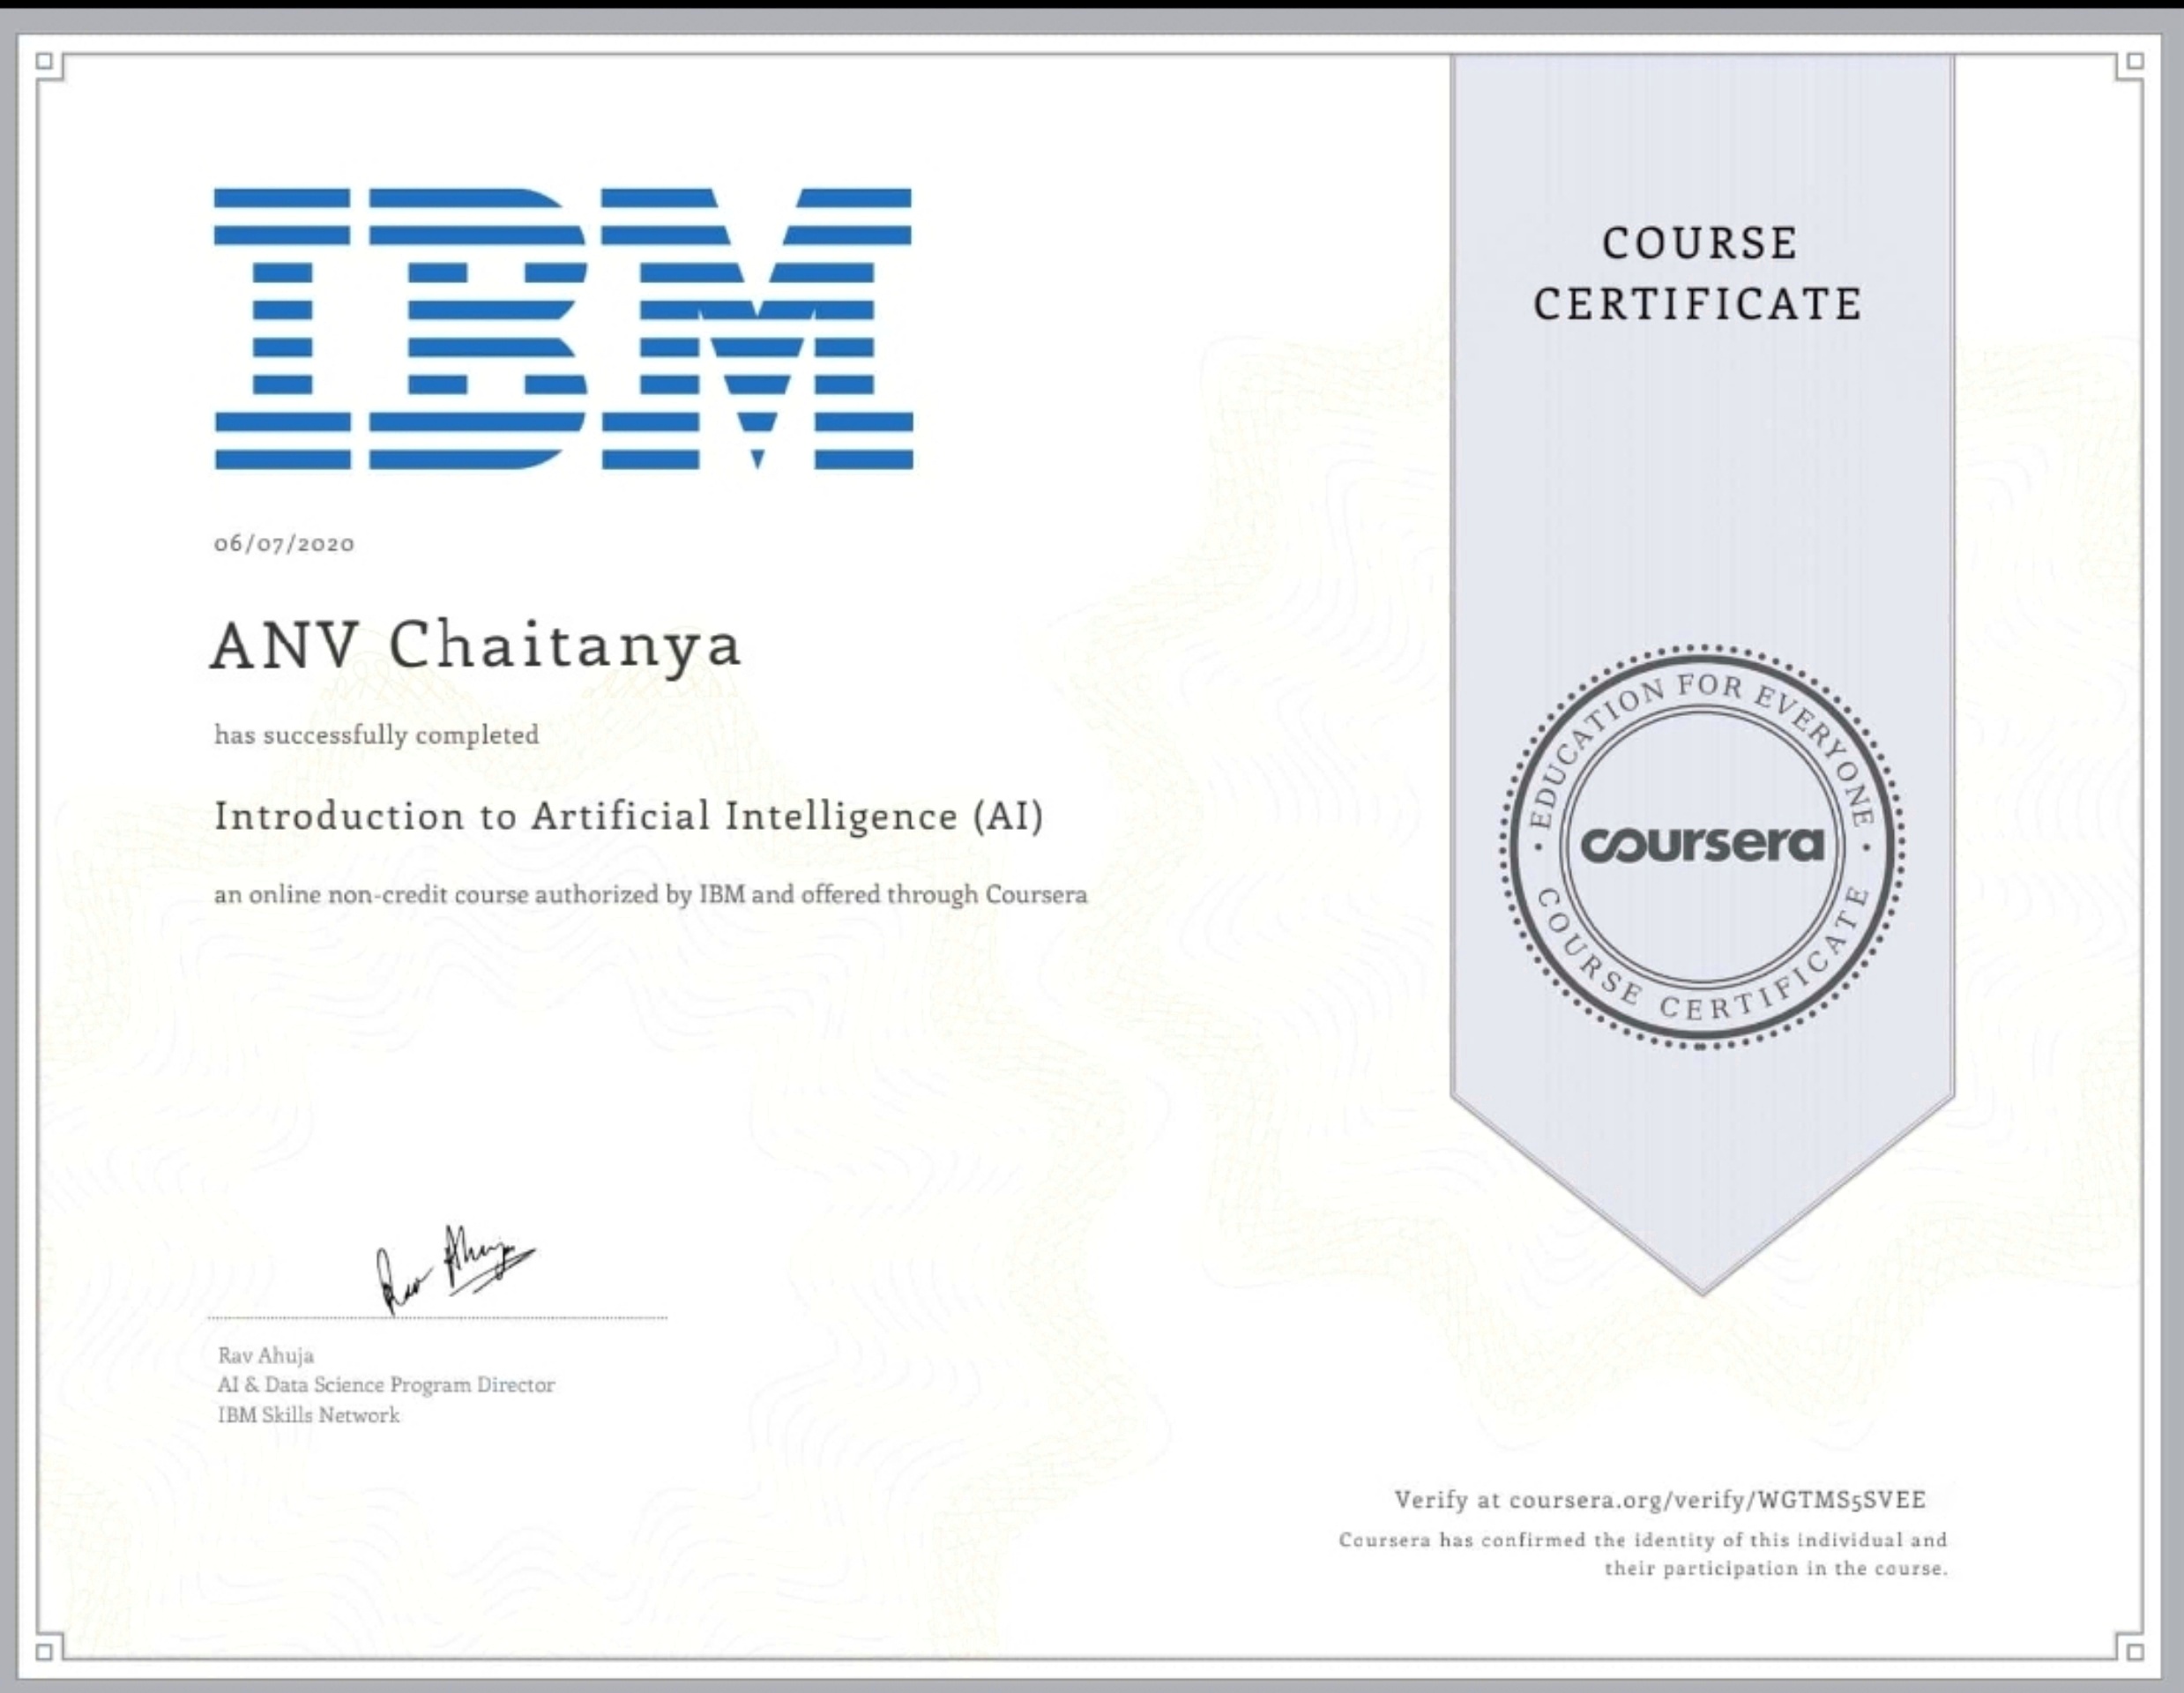 IBM
06/07/2020
ANV Chaitanya
has successfully completed
Introduction to Artificial Intelligence (AI)
an online non-credit course authorized by IBM and offered through Coursera
Rav Ahuja
Rav Ahuja
AI & Data Science Program Director
IBM Skills Network
COURSE
CERTIFICATE
EDUCATION FOR EVERYONE
coursera
COURSE CERTIFICATE
Verify at coursera.org/verify/WGTMS5SVEE
Coursera has confirmed the identity of this individual and
their participation in the course.